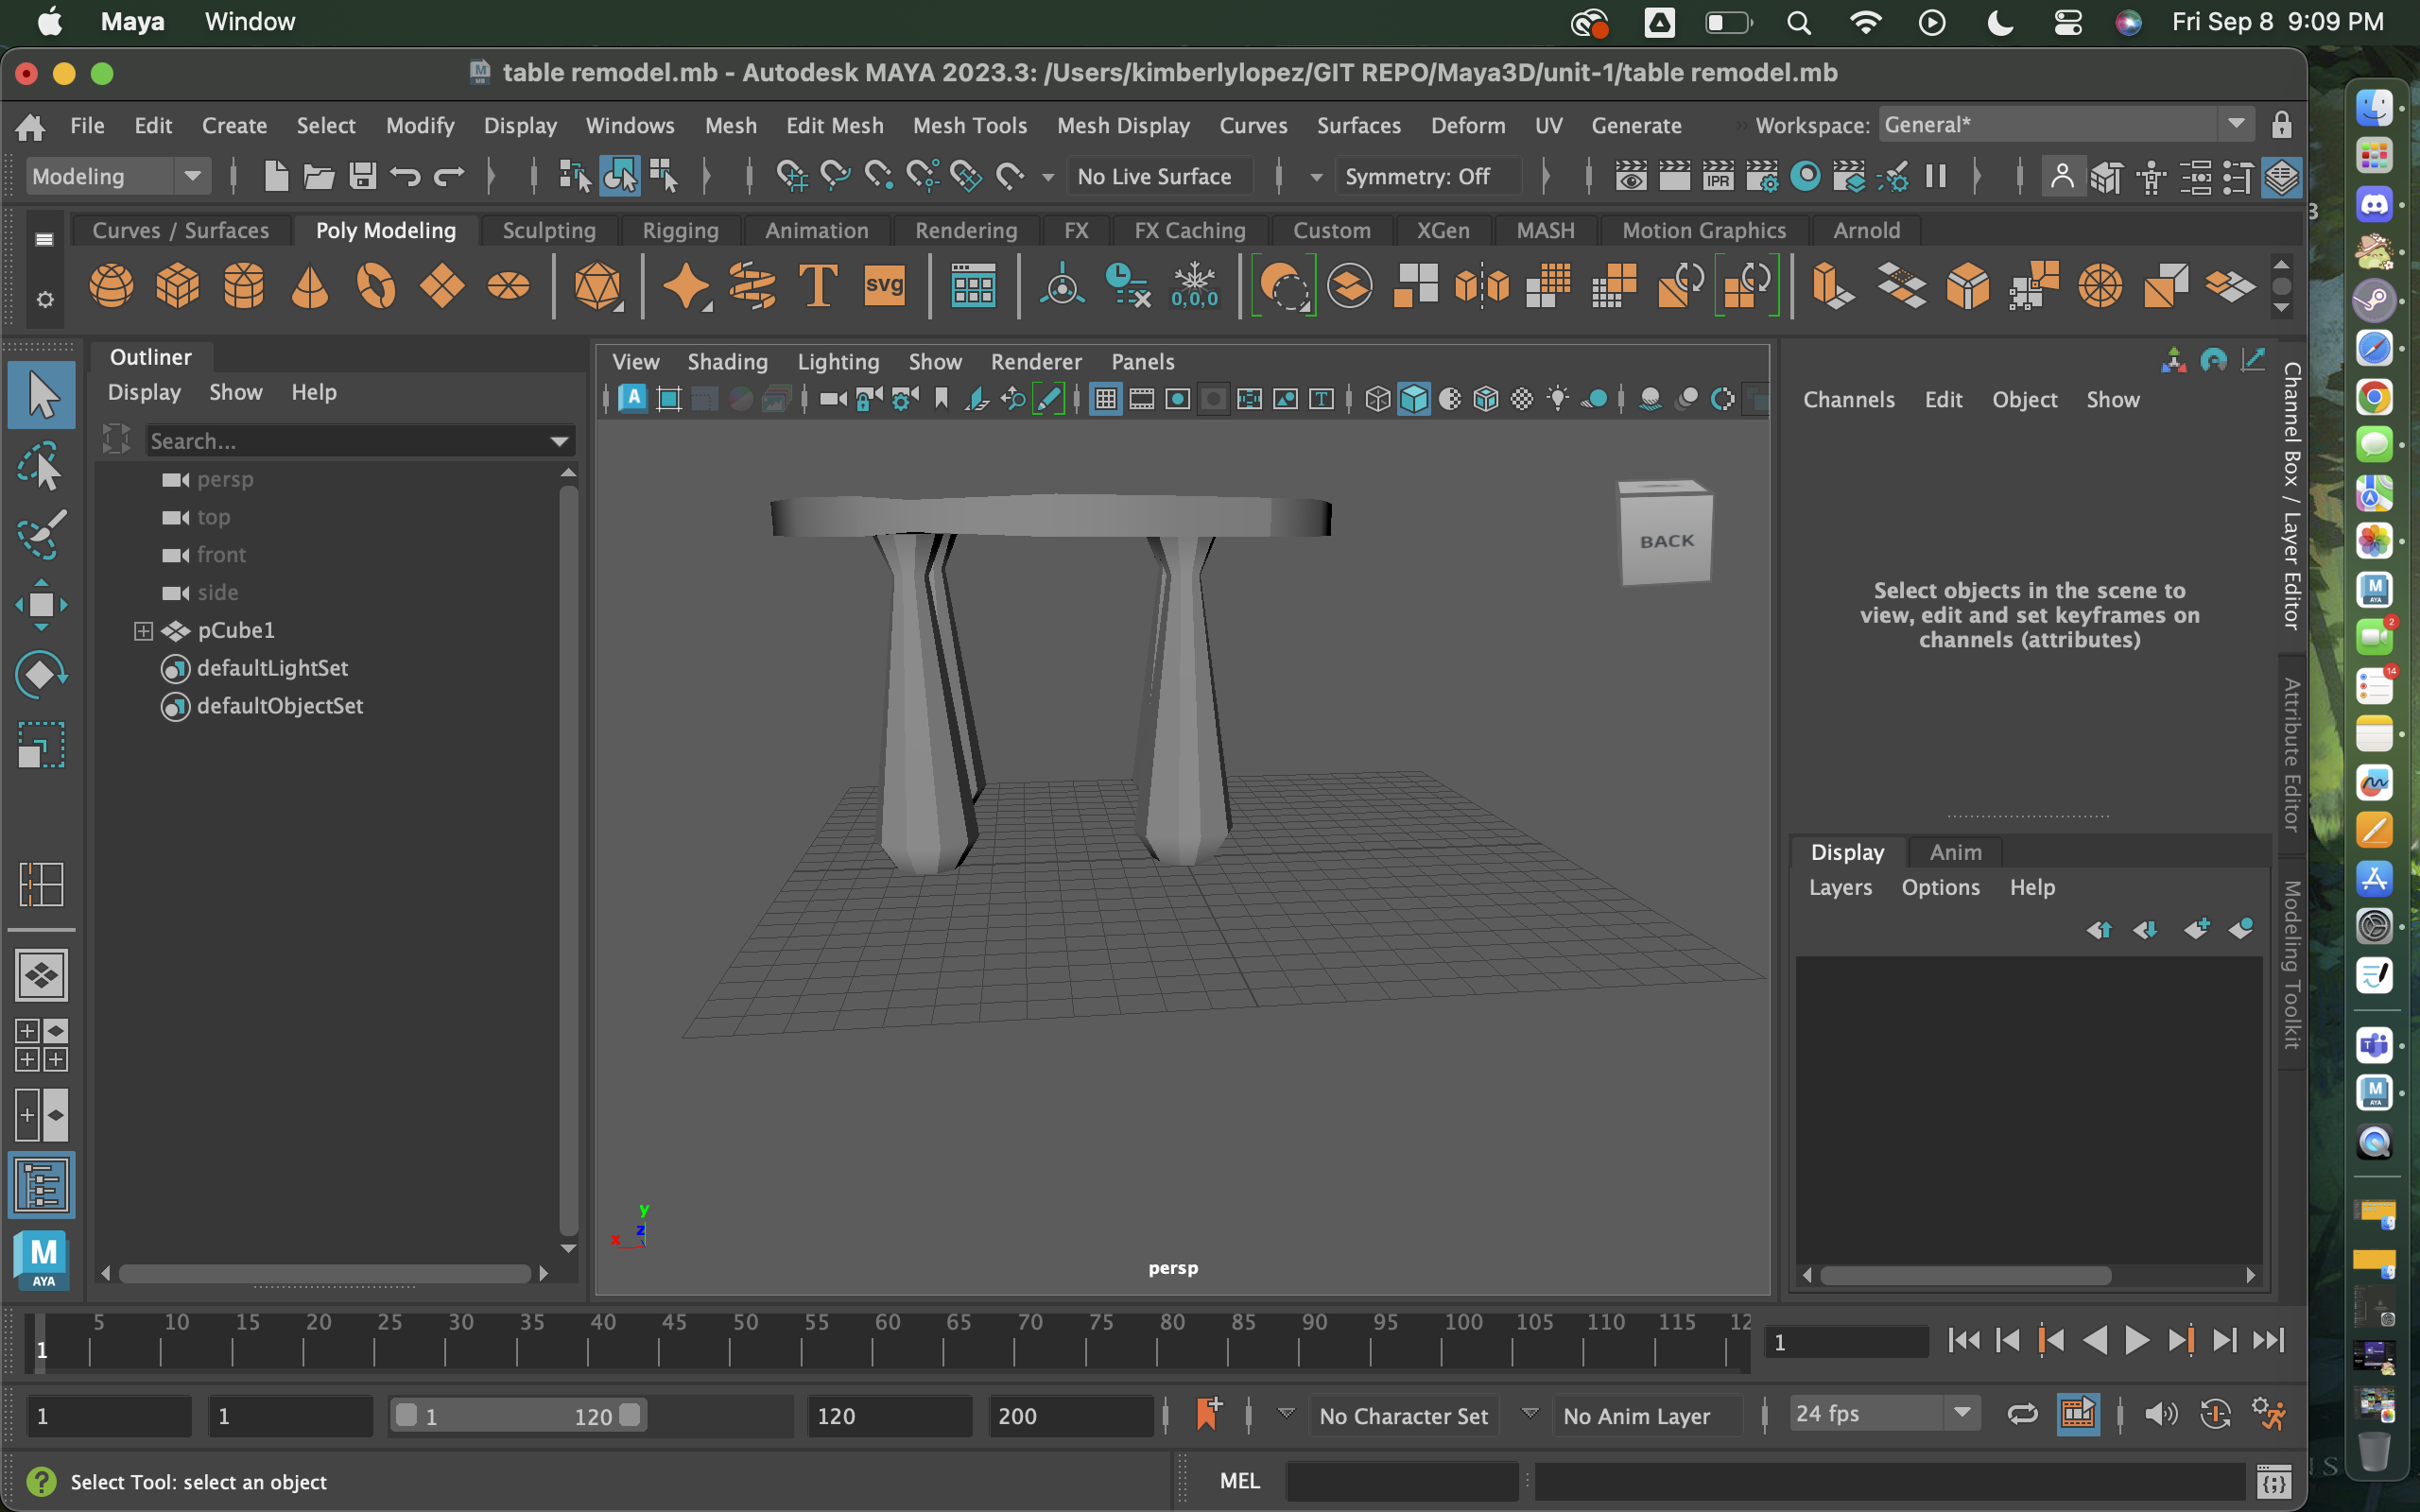 Maya Window Fri Sep 8 9:09 PM
table remodel.mb - Autodesk MAYA 2023.3: /Users/kimberlylopez/GIT REPO/Maya3D/unit-1/table remodel.mb
File Edit Create Select Modify Display Windows Mesh Edit Mesh Mesh Tools Mesh Display Curves Surfaces Deform UV Generate Workspace: General*
Modeling No Live Surface Symmetry: Off IPR
Curves / Surfaces Poly Modeling Sculpting Rigging Animation Rendering FX FX Caching Custom XGen MASH Motion Graphics Arnold
T svg 0,0,0
Outliner
Display Show Help
Search...
persp
top
front
side
pCube1
defaultLightSet
defaultObjectSet
View Shading Lighting Show Renderer Panels
A T
BACK
y
z
x
persp
Channels Edit Object Show
Select objects in the scene to
view, edit and set keyframes on
channels (attributes)
Display Anim
Layers Options Help
Channel Box / Layer Editor
Attribute Editor
Modeling Toolkit
M
AYA
2
14
M
AYA
M
AYA
5 10 15 20 25 30 35 40 45 50 55 60 65 70 75 80 85 90 95 100 105 110 115 12
1
1
1 1 1 120 120 200 No Character Set No Anim Layer 24 fps
? Select Tool: select an object MEL